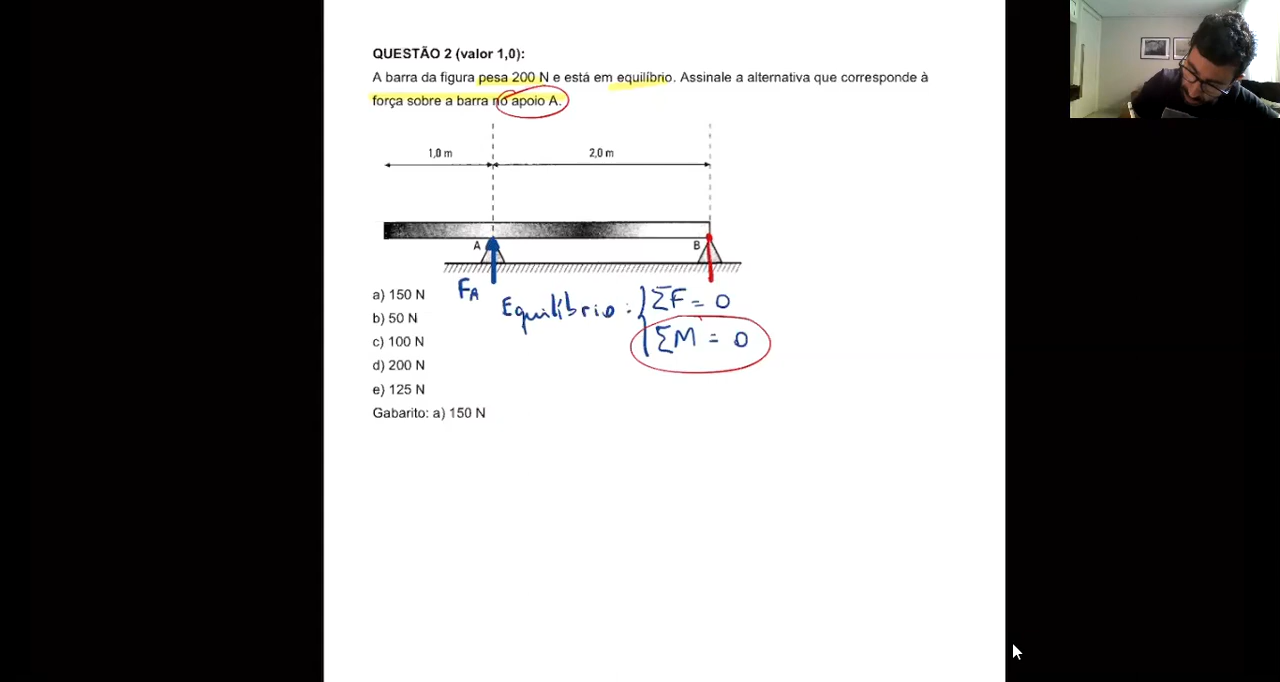 QUESTÃO 2 (valor 1,0):
A barra da figura pesa 200 N e está em equilíbrio. Assinale a alternativa que corresponde à
força sobre a barra no apoio A.
1,0 m
2,0 m
A
B
a) 150 N
b) 50 N
c) 100 N
d) 200 N
e) 125 N
Gabarito: a) 150 N
FA
Equilíbrio: ΣF = 0
ΣM = 0